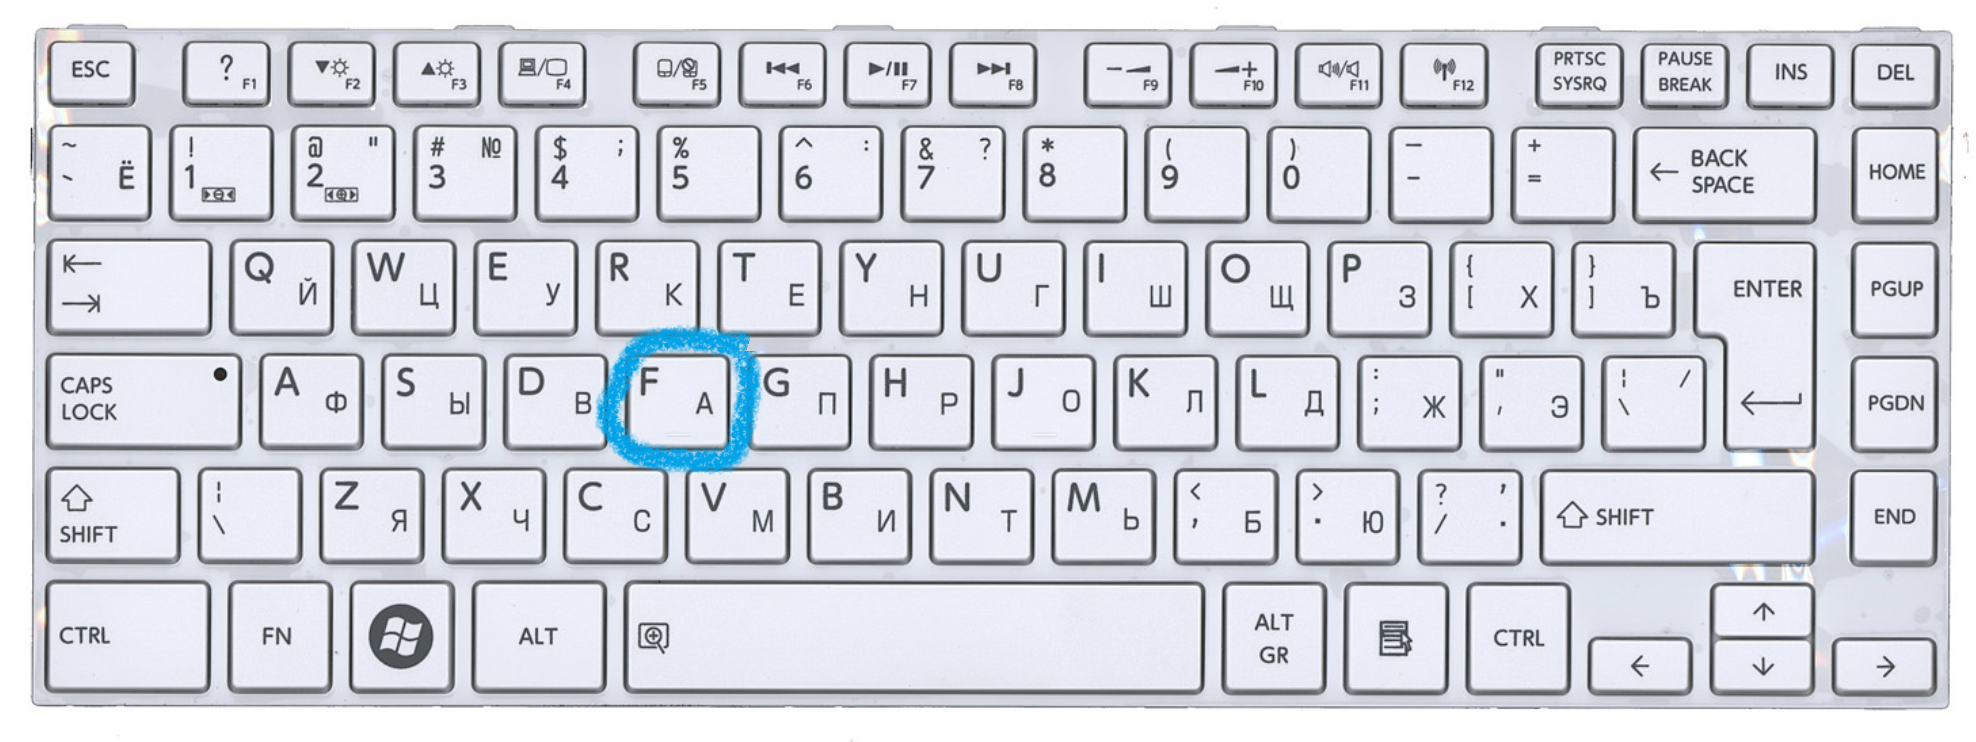 ESC ? F1 F2 F3 F4 F5 F6 F7 F8 F9 F10 F11 F12 PRTSC SYSRQ PAUSE BREAK INS DEL
~ ` Ё ! 1 @ " 2 # № 3 $ ; 4 % 5 ^ : 6 & ? 7 * 8 ( 9 ) 0 — - + = ← BACK SPACE HOME
Q Й W Ц E У R К T Е Y Н U Г I Ш O Щ P З { [ Х } ] Ъ ENTER PGUP
CAPS LOCK A Ф S Ы D В F А G П H Р J О K Л L Д : ; Ж " ' Э ¦ / \ PGDN
SHIFT ¦ \ Z Я X Ч C С V М B И N Т M Ь < , Б > . Ю ? , / . SHIFT END
CTRL FN ALT ALT GR CTRL ← ↑ ↓ →